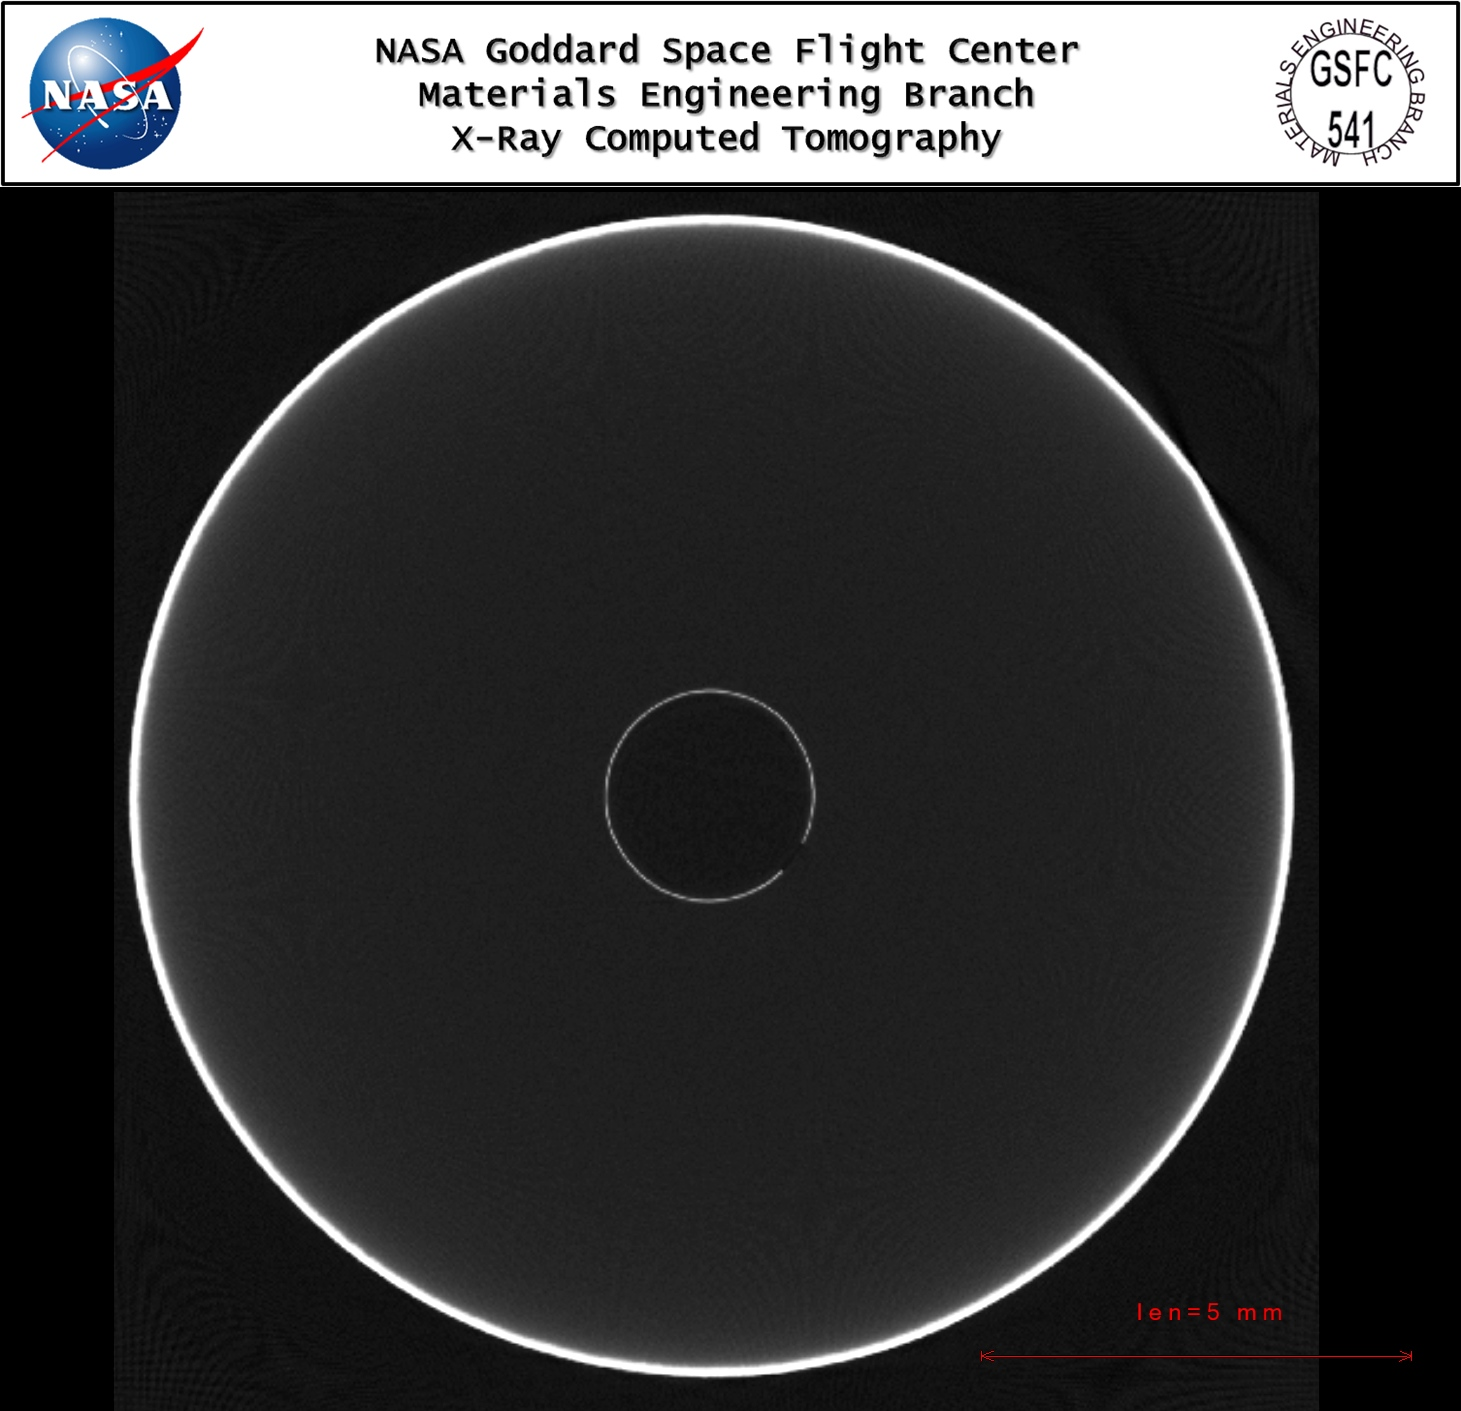 NASA
NASA Goddard Space Flight Center
Materials Engineering Branch
X-Ray Computed Tomography
MATERIALS ENGINEERING BRANCH
GSFC
541
len=5 mm